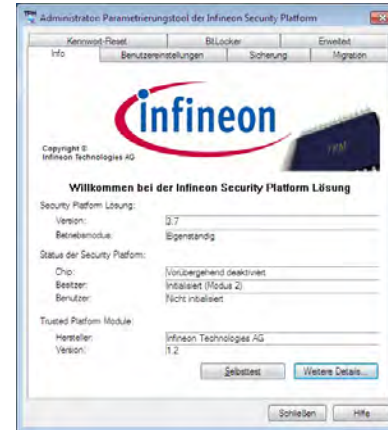 Administrator: Parametrierungstool der Infineon Security Platform
Kennwort-Reset BitLocker Erweitert
Info Benutzereinstellungen Sicherung Migration
infineon
TPM
Copyright ©
Infineon Technologies AG
Willkommen bei der Infineon Security Platform Lösung
Security Platform Lösung:
Version: 3.7
Betriebsmodus: Eigenständig
Status der Security Platform:
Chip: Vorübergehend deaktiviert
Besitzer: Initialisiert (Modus 2)
Benutzer: Nicht initialisiert
Trusted Platform Module:
Hersteller: Infineon Technologies AG
Version: 1.2
Selbsttest Weitere Details...
Schließen Hilfe